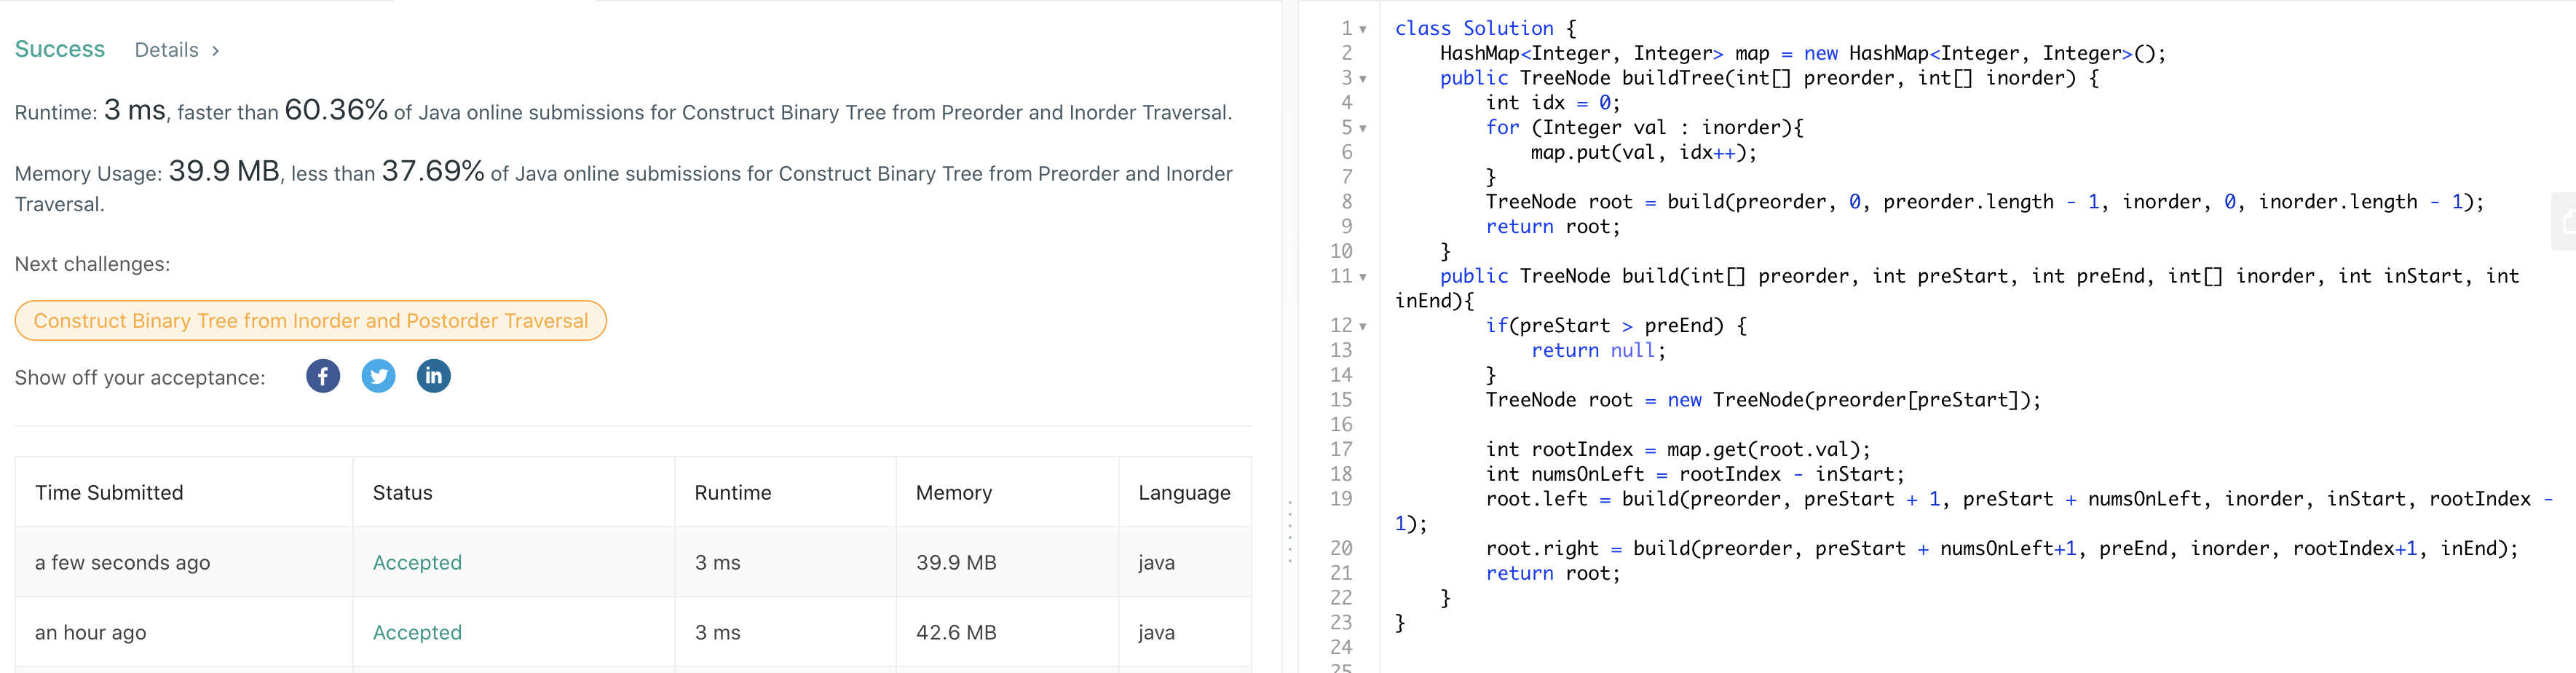 Success Details >
Runtime: 3 ms, faster than 60.36% of Java online submissions for Construct Binary Tree from Preorder and Inorder Traversal.
Memory Usage: 39.9 MB, less than 37.69% of Java online submissions for Construct Binary Tree from Preorder and Inorder
Traversal.
Next challenges:
Construct Binary Tree from Inorder and Postorder Traversal
Show off your acceptance: f in
Time Submitted Status Runtime Memory Language
a few seconds ago Accepted 3 ms 39.9 MB java
an hour ago Accepted 3 ms 42.6 MB java
1 class Solution {
2     HashMap<Integer, Integer> map = new HashMap<Integer, Integer>();
3     public TreeNode buildTree(int[] preorder, int[] inorder) {
4         int idx = 0;
5         for (Integer val : inorder){
6             map.put(val, idx++);
7         }
8         TreeNode root = build(preorder, 0, preorder.length - 1, inorder, 0, inorder.length - 1);
9         return root;
10     }
11     public TreeNode build(int[] preorder, int preStart, int preEnd, int[] inorder, int inStart, int
inEnd){
12         if(preStart > preEnd) {
13             return null;
14         }
15         TreeNode root = new TreeNode(preorder[preStart]);
16
17         int rootIndex = map.get(root.val);
18         int numsOnLeft = rootIndex - inStart;
19         root.left = build(preorder, preStart + 1, preStart + numsOnLeft, inorder, inStart, rootIndex -
1);
20         root.right = build(preorder, preStart + numsOnLeft+1, preEnd, inorder, rootIndex+1, inEnd);
21         return root;
22     }
23 }
24
25